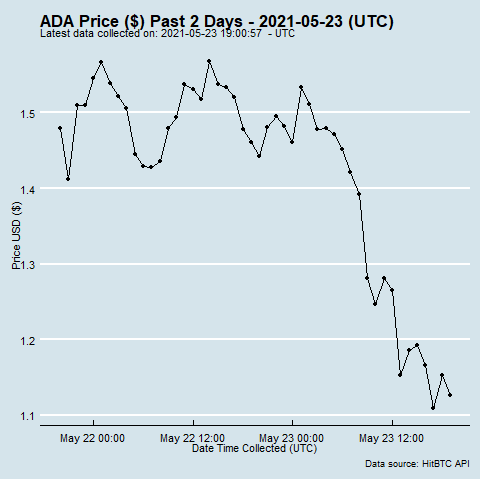 ADA Price ($) Past 2 Days - 2021-05-23 (UTC)
Latest data collected on: 2021-05-23 19:00:57  - UTC
1.5
1.4
1.3
1.2
1.1
Price USD ($)
May 22 00:00
May 22 12:00
May 23 00:00
May 23 12:00
Date Time Collected (UTC)
Data source: HitBTC API